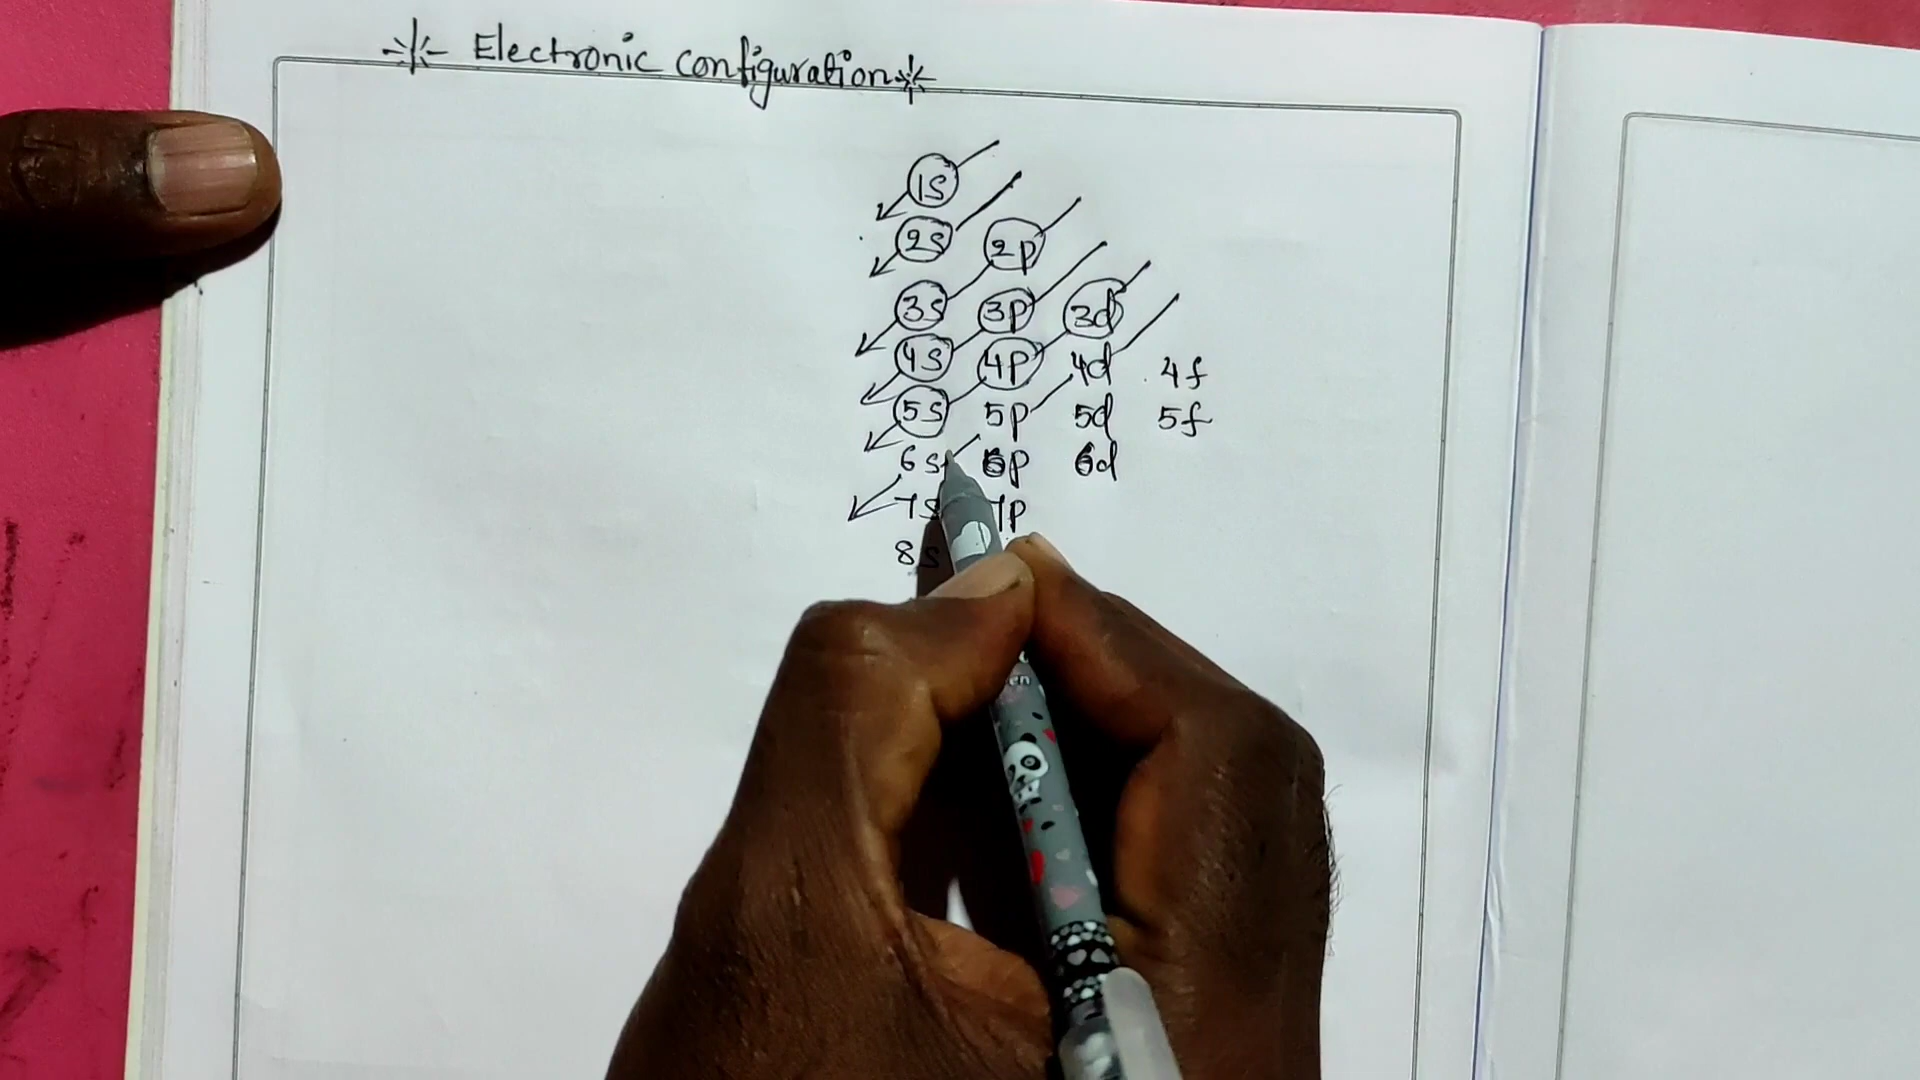 Electronic configuration
1s
2s 2p
3s 3p 3d
4s 4p 4d 4f
5s 5p 5d 5f
6s 6p 6d
7s 7p
8s